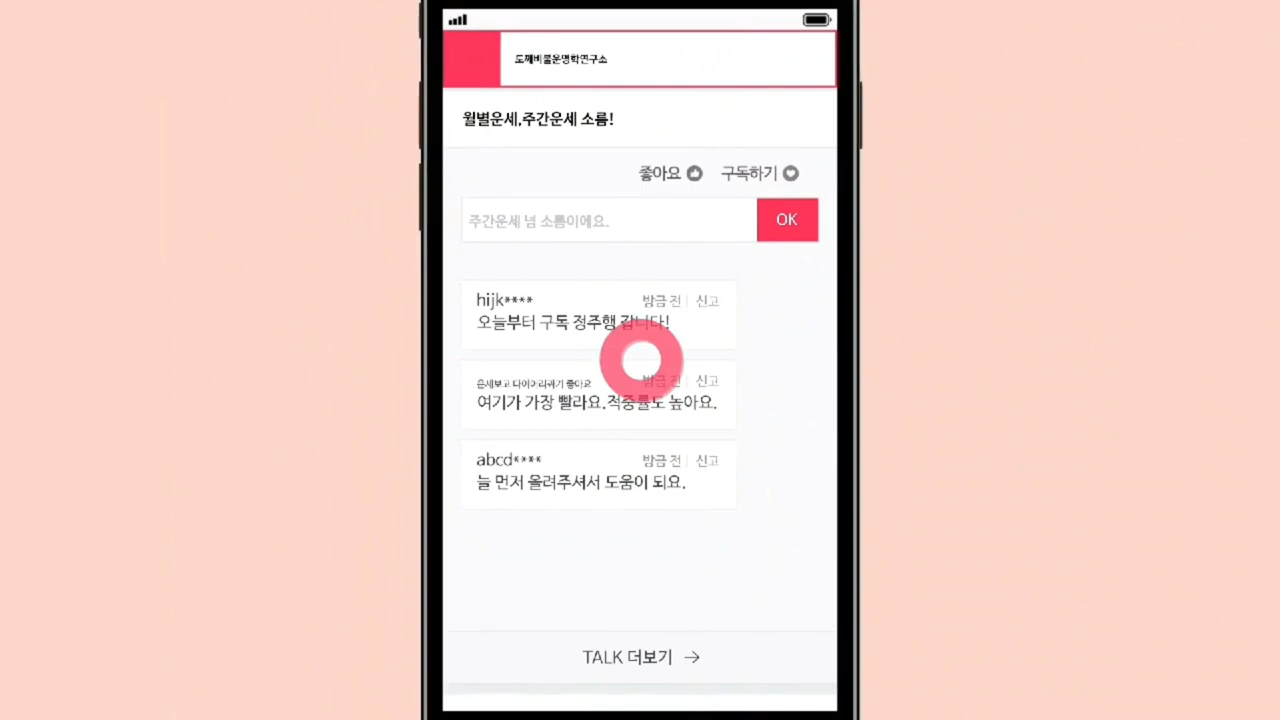 도깨비불운명학연구소
월별운세,주간운세 소름!
좋아요 구독하기
주간운세 넘 소름이에요.
OK
hijk**** 방금 전 | 신고
오늘부터 구독 정주행 갑니다!
운세보고 다이어리쓰기 좋아요 방금 전 | 신고
여기가 가장 빨라요.적중률도 높아요.
abcd**** 방금 전 | 신고
늘 먼저 올려주셔서 도움이 되요.
TALK 더보기 →